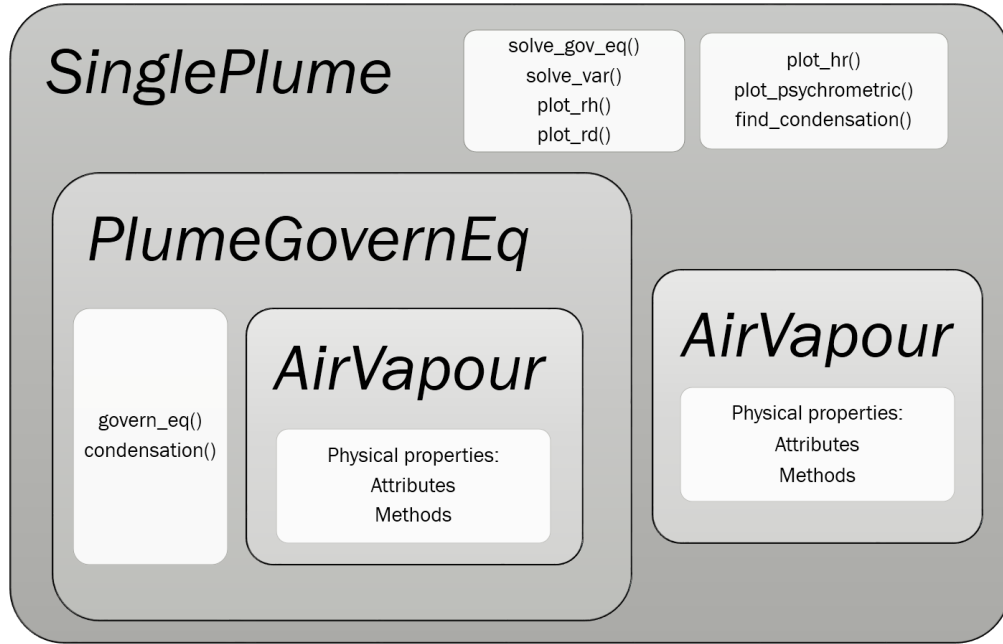 SinglePlume
solve_gov_eq()
solve_var()
plot_rh()
plot_rd()
plot_hr()
plot_psychrometric()
find_condensation()
PlumeGovernEq
govern_eq()
condensation()
AirVapour
Physical properties:
Attributes
Methods
AirVapour
Physical properties:
Attributes
Methods